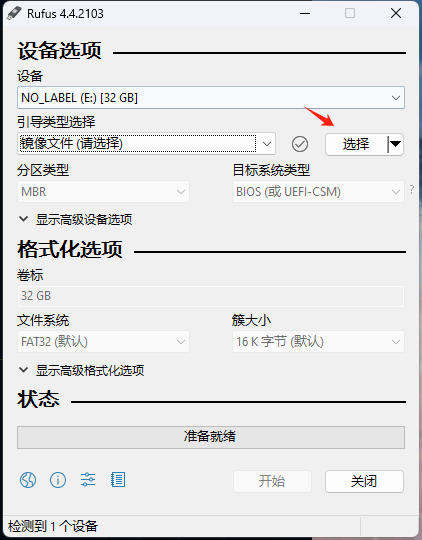 Rufus 4.4.2103
设备选项
设备
NO_LABEL (E:) [32 GB]
引导类型选择
镜像文件 (请选择)
选择
分区类型
目标系统类型
MBR
BIOS (或 UEFI-CSM)
?
显示高级设备选项
格式化选项
卷标
32 GB
文件系统
簇大小
FAT32 (默认)
16 K 字节 (默认)
显示高级格式化选项
状态
准备就绪
开始
关闭
检测到 1 个设备